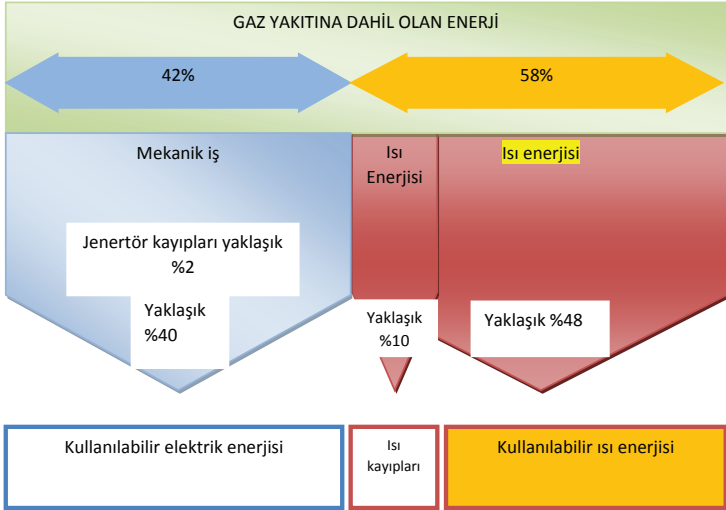 GAZ YAKITINA DAHİL OLAN ENERJİ
42%
58%
Mekanik iş
Isı
Enerjisi
Isı enerjisi
Jenertör kayıpları yaklaşık
%2
Yaklaşık
%40
Yaklaşık
%10
Yaklaşık %48
Kullanılabilir elektrik enerjisi
Isı
kayıpları
Kullanılabilir ısı enerjisi